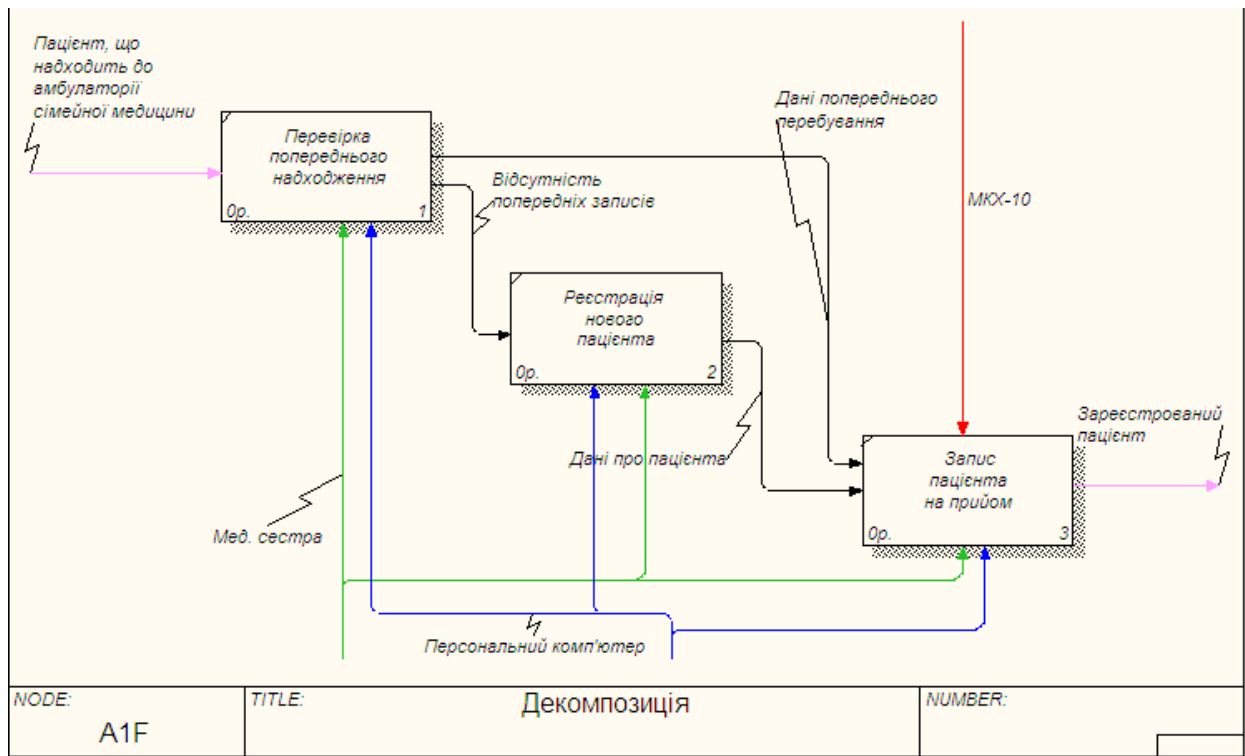 Пацієнт, що
надходить до
амбулаторії
сімейної медицини
Перевірка
попереднього
надходження
0р.
1
Відсутність
попередніх записів
Дані попереднього
перебування
МКХ-10
Реєстрація
нового
пацієнта
0р.
2
Дані про пацієнта
Зареєстрований
пацієнт
Запис
пацієнта
на прийом
0р.
3
Мед. сестра
Персональний комп'ютер
NODE:
A1F
TITLE:
Декомпозиція
NUMBER: